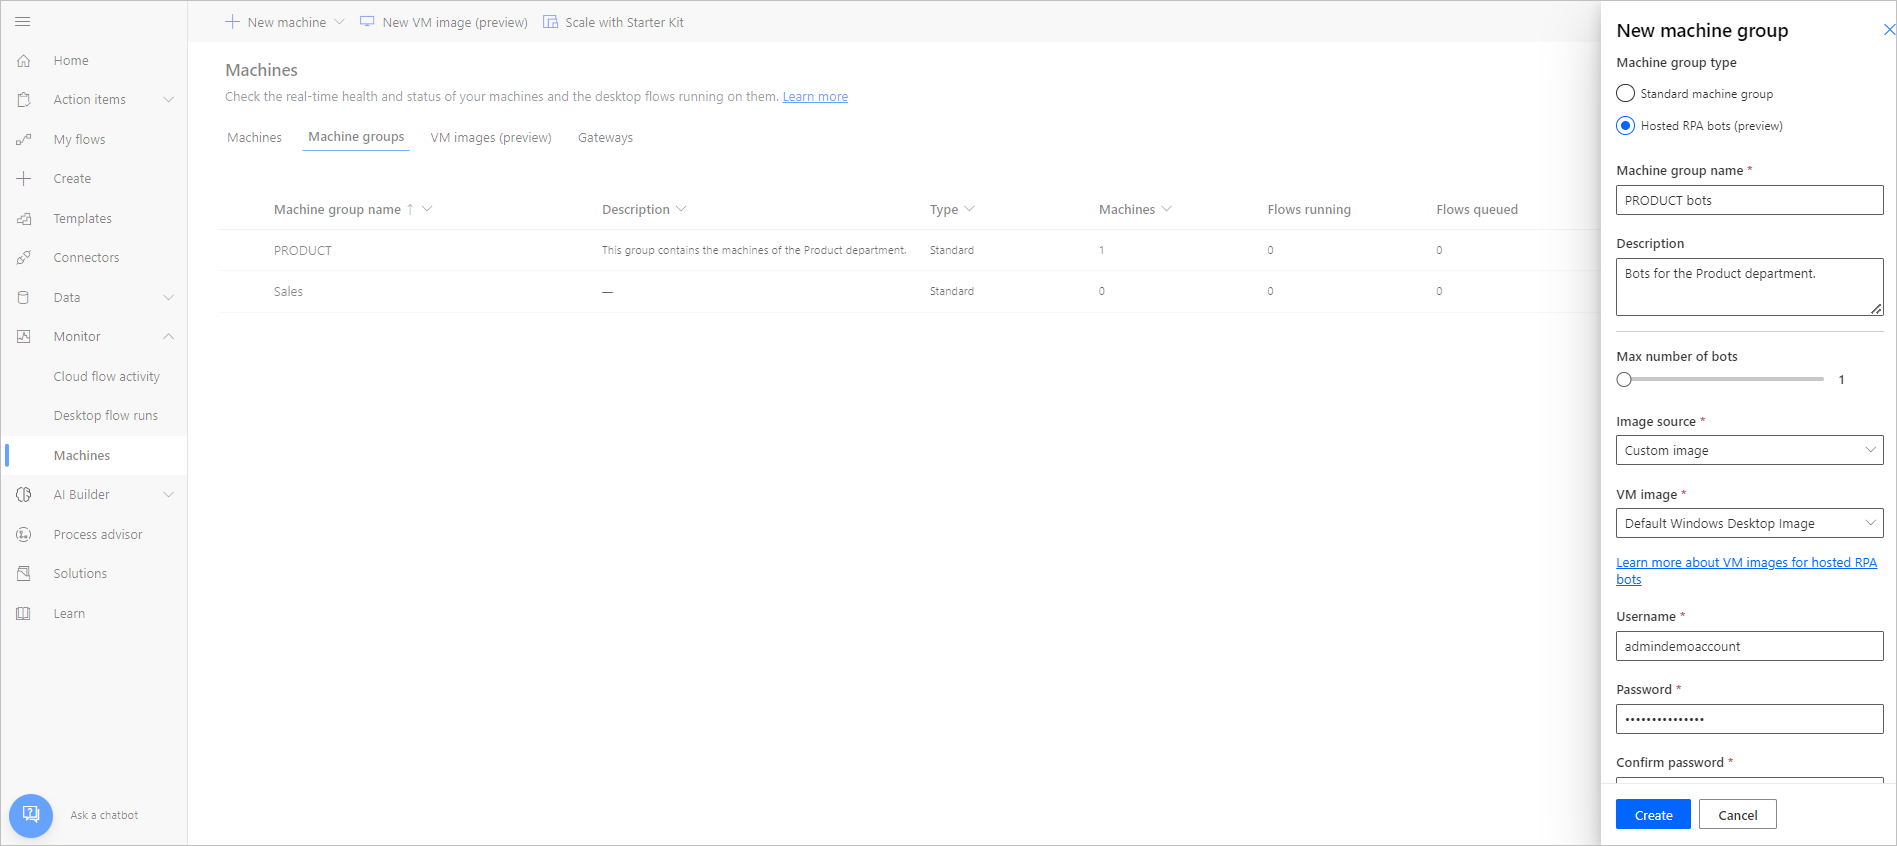 New machine
New VM image (preview)
Scale with Starter Kit
Home
Action items
My flows
Create
Templates
Connectors
Data
Monitor
Cloud flow activity
Desktop flow runs
Machines
AI Builder
Process advisor
Solutions
Learn
Ask a chatbot
Machines
Check the real-time health and status of your machines and the desktop flows running on them. Learn more
Machines Machine groups VM images (preview) Gateways
Machine group name ↑ Description Type Machines Flows running Flows queued
PRODUCT This group contains the machines of the Product department. Standard 1 0 0
Sales — Standard 0 0 0
New machine group
Machine group type
Standard machine group
Hosted RPA bots (preview)
Machine group name *
PRODUCT bots
Description
Bots for the Product department.
Max number of bots
1
Image source *
Custom image
VM image *
Default Windows Desktop Image
Learn more about VM images for hosted RPA
bots
Username *
admindemoaccount
Password *
•••••••••••••••
Confirm password *
Create Cancel